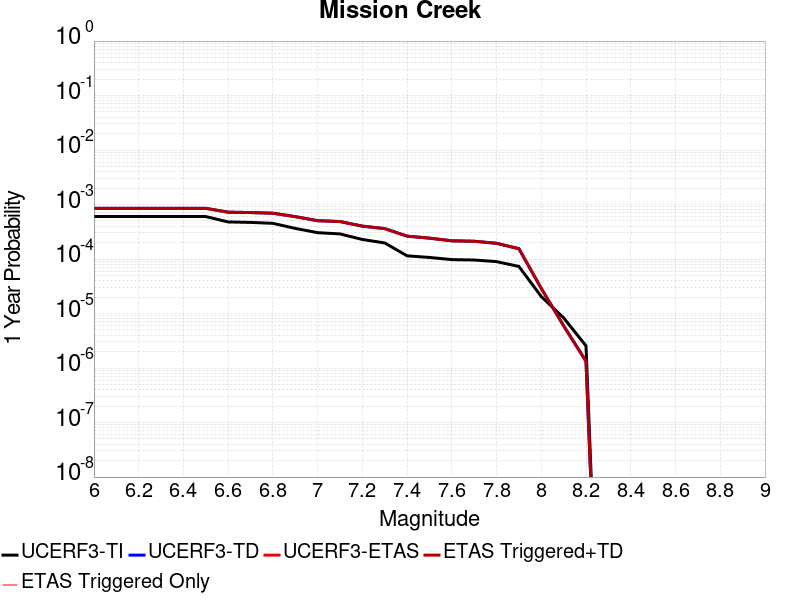 Mission Creek
10^0
10^-1
10^-2
10^-3
10^-4
10^-5
10^-6
10^-7
10^-8
1 Year Probability
6 6.2 6.4 6.6 6.8 7 7.2 7.4 7.6 7.8 8 8.2 8.4 8.6 8.8 9
Magnitude
UCERF3-TI UCERF3-TD UCERF3-ETAS ETAS Triggered+TD
ETAS Triggered Only